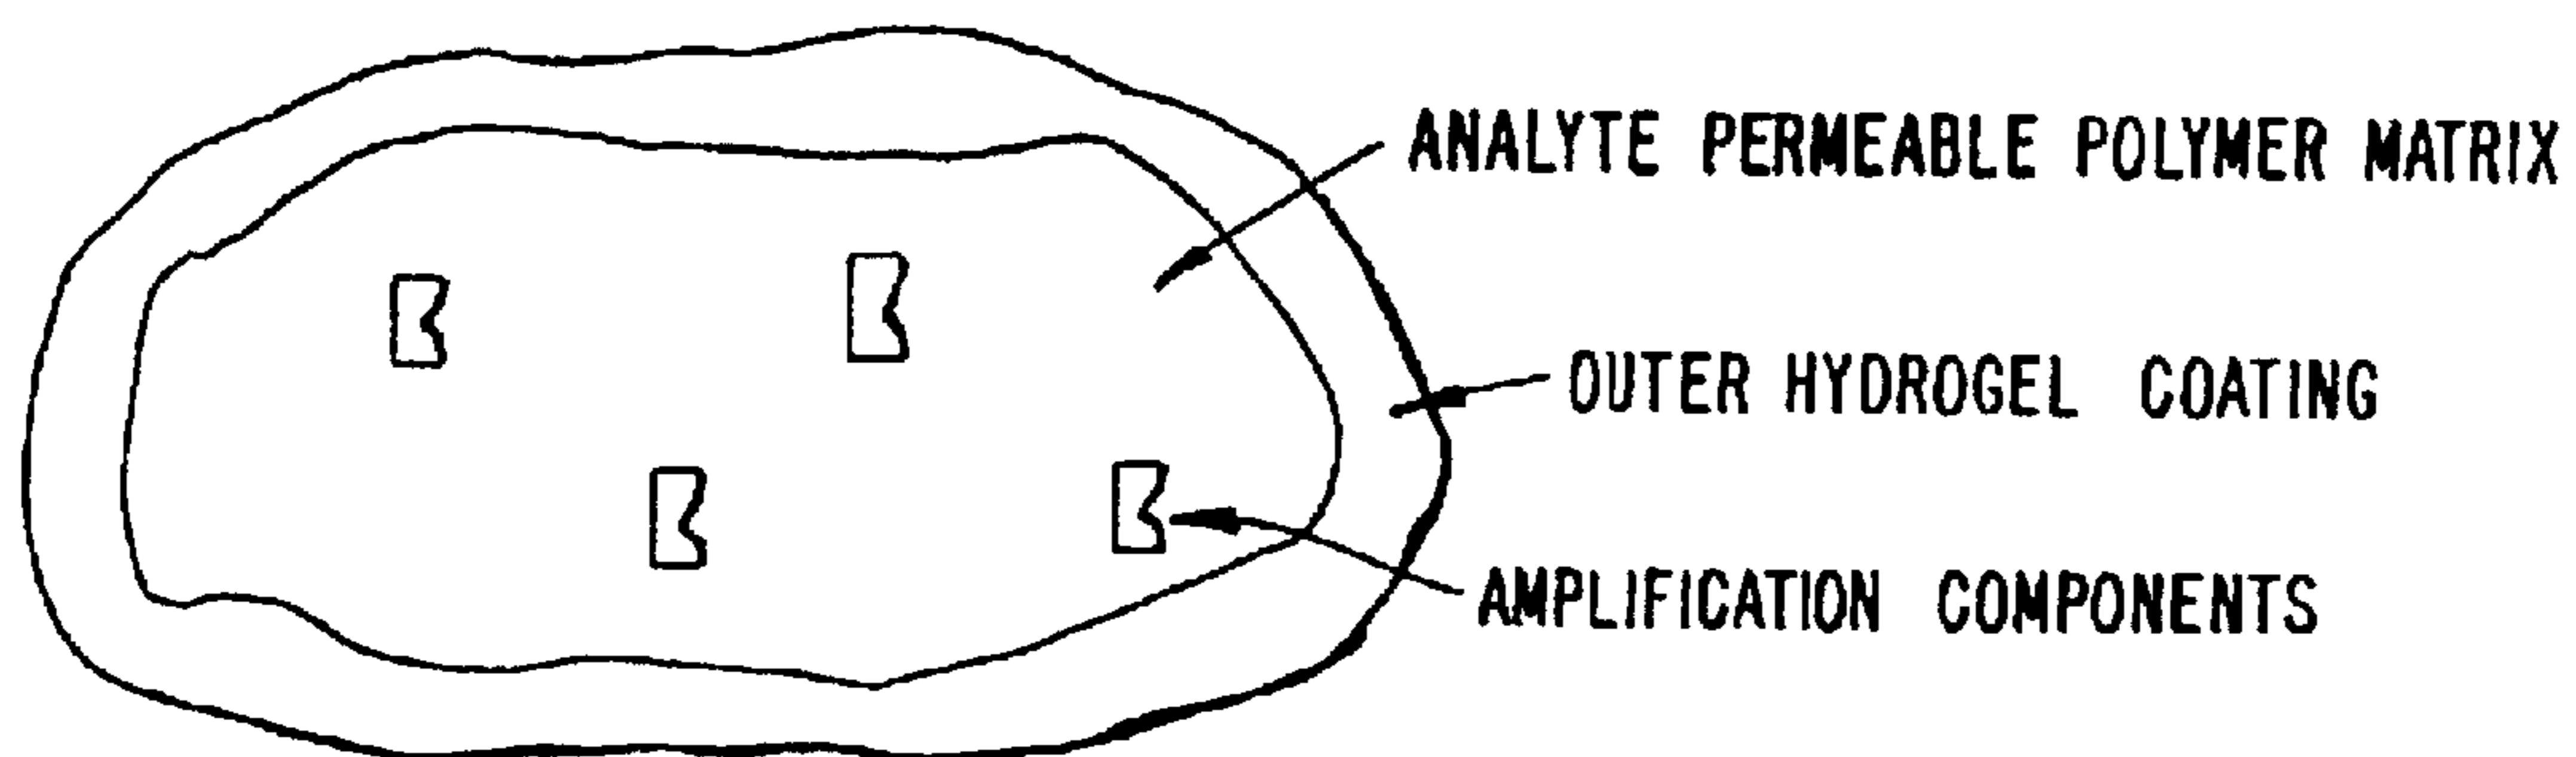 ANALYTE PERMEABLE POLYMER MATRIX
OUTER HYDROGEL COATING
AMPLIFICATION COMPONENTS